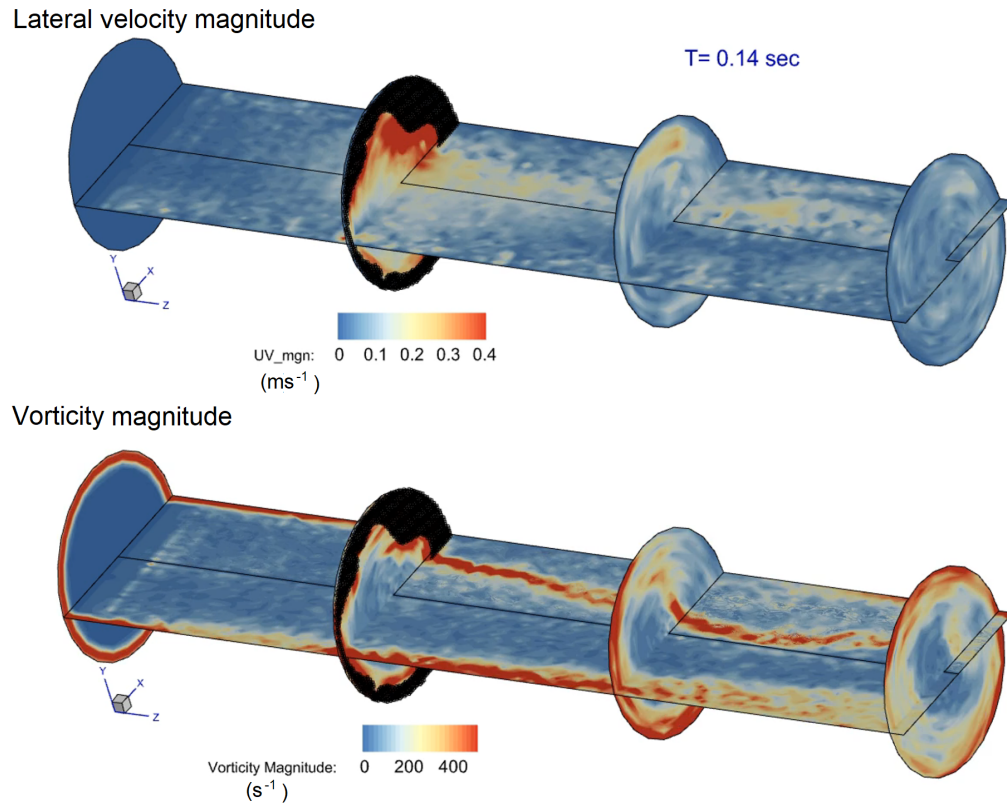 Lateral velocity magnitude
T= 0.14 sec
Y
X
Z
UV_mgn: 0 0.1 0.2 0.3 0.4
(ms-1 )
Vorticity magnitude
Y
X
Z
Vorticity Magnitude: 0 200 400
(s-1 )